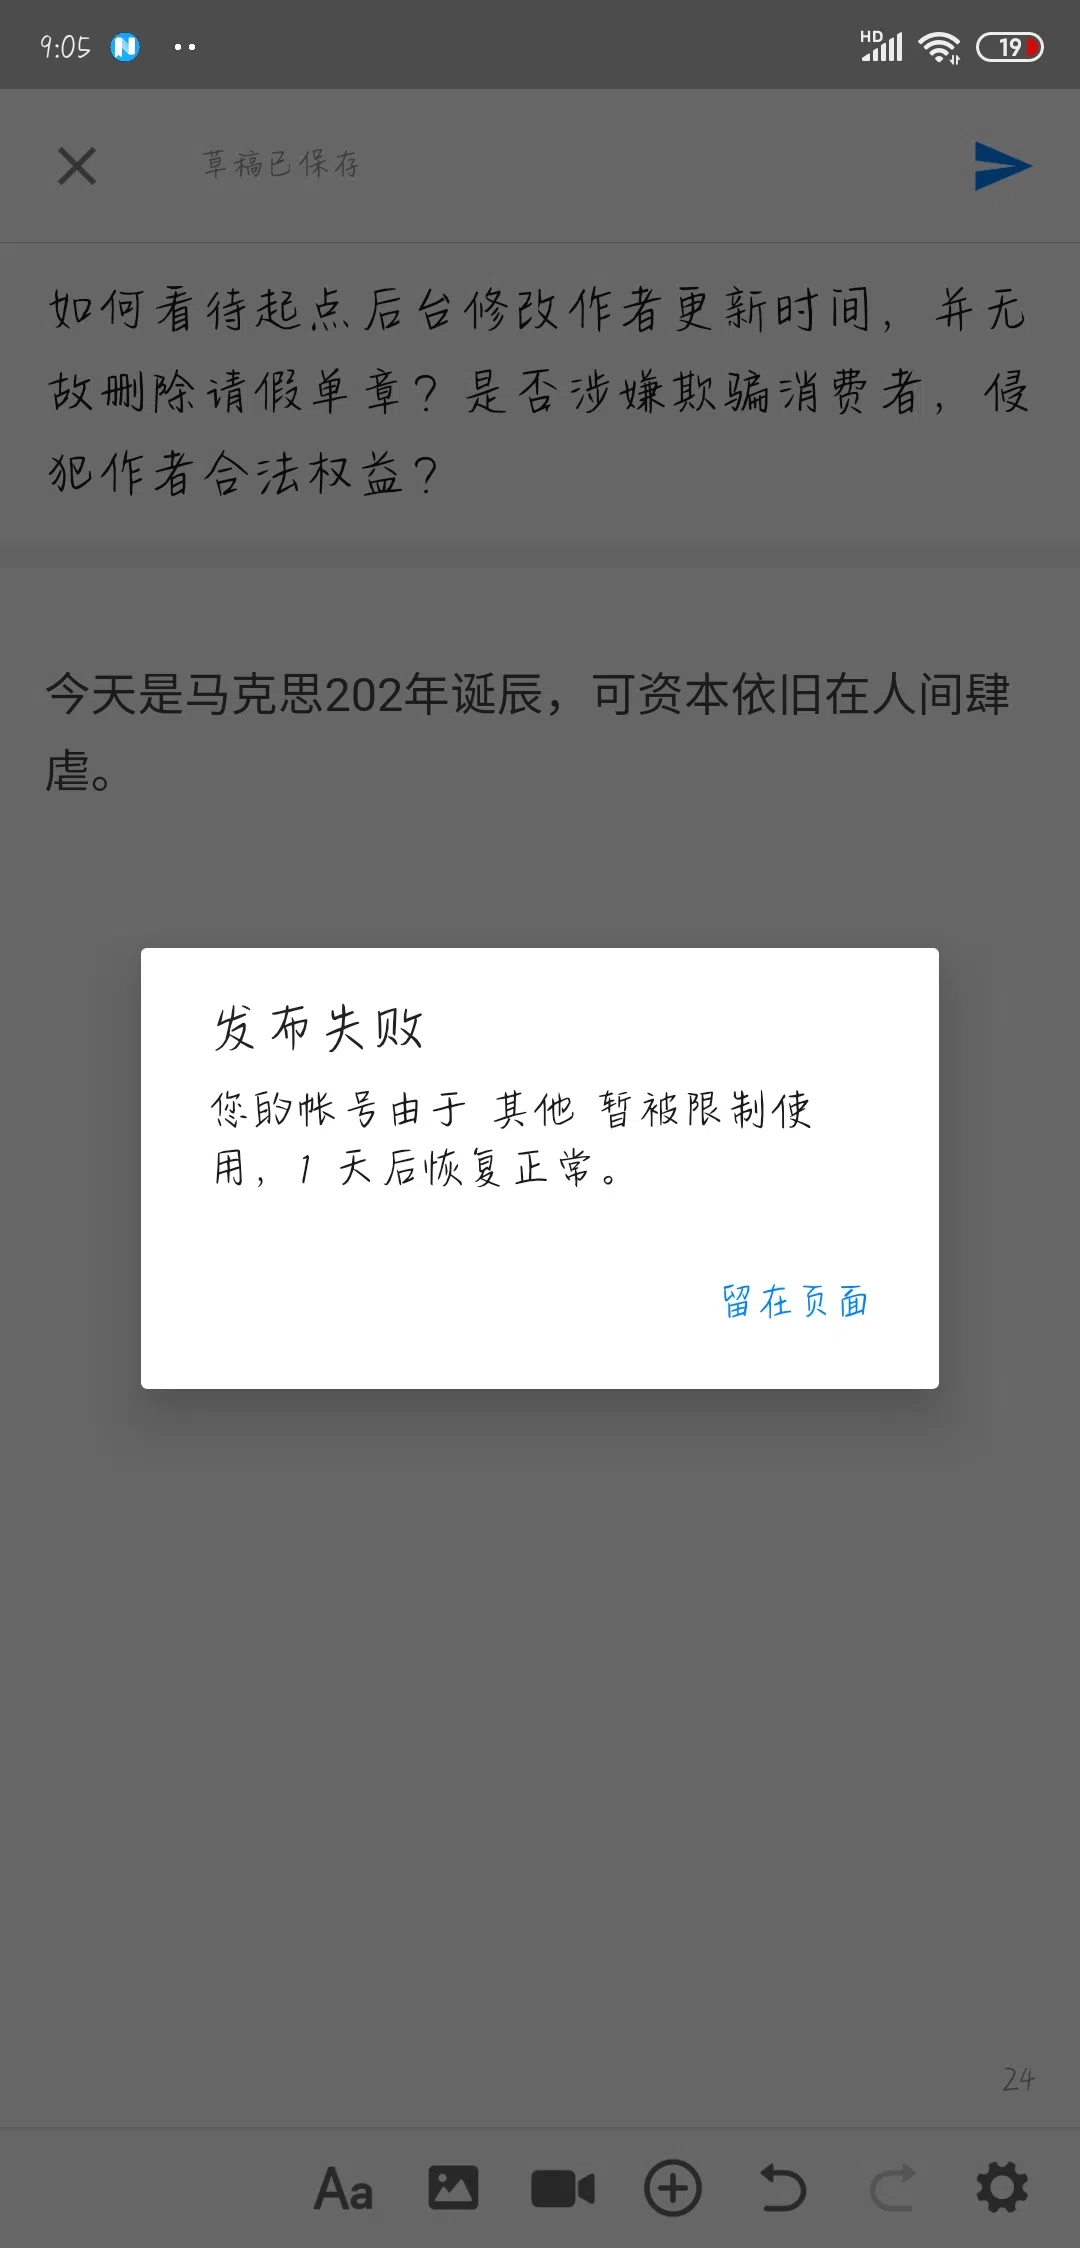 9:05
HD
19
草稿已保存
如何看待起点后台修改作者更新时间，并无
故删除请假单章？是否涉嫌欺骗消费者，侵
犯作者合法权益？
今天是马克思202年诞辰，可资本依旧在人间肆
虐。
发布失败
您的帐号由于 其他 暂被限制使
用，1 天后恢复正常。
留在页面
24
Aa